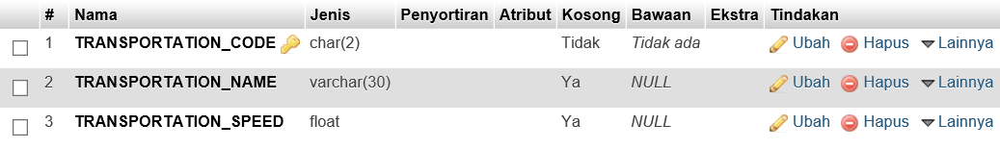 # Nama Jenis Penyortiran Atribut Kosong Bawaan Ekstra Tindakan
1 TRANSPORTATION_CODE char(2) Tidak Tidak ada Ubah Hapus Lainnya
2 TRANSPORTATION_NAME varchar(30) Ya NULL Ubah Hapus Lainnya
3 TRANSPORTATION_SPEED float Ya NULL Ubah Hapus Lainnya